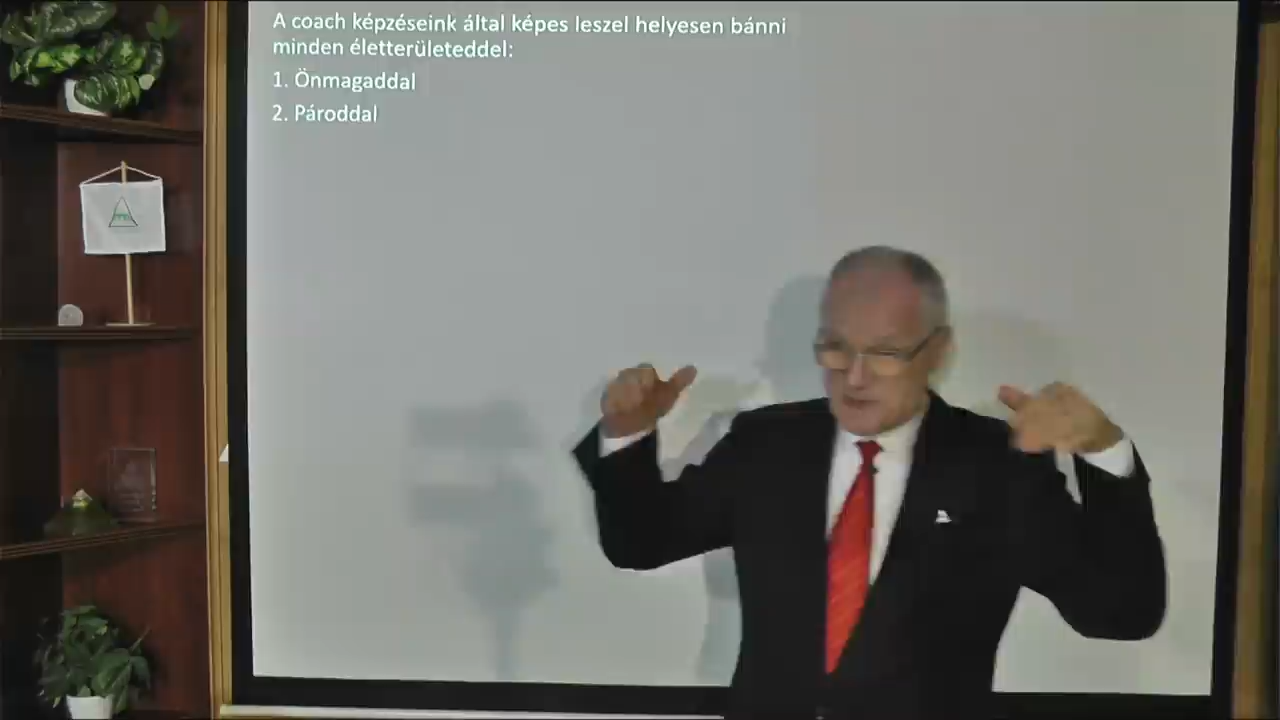 A coach képzéseink által képes leszel helyesen bánni
minden életterületeddel:
1. Önmagaddal
2. Pároddal